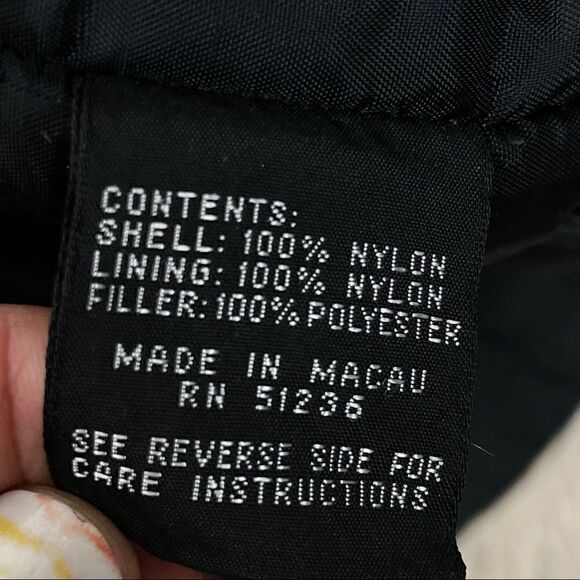 CONTENTS:
SHELL: 100% NYLON
LINING: 100% NYLON
FILLER: 100% POLYESTER
MADE IN MACAU
RN 51236
SEE REVERSE SIDE FOR
CARE INSTRUCTIONS